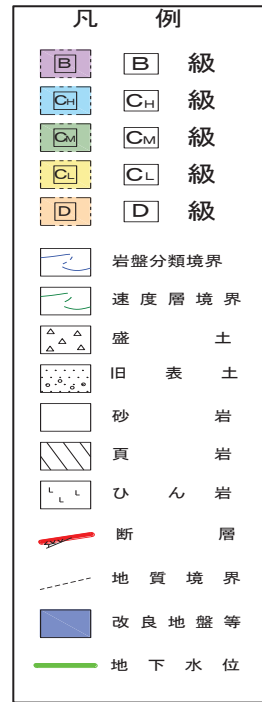 凡 例
B B 級
CH CH 級
CM CM 級
CL CL 級
D D 級
岩盤分類境界
速度層境界
盛 土
旧 表 土
砂 岩
頁 岩
ひ ん 岩
断 層
地 質 境 界
改 良 地 盤 等
地 下 水 位